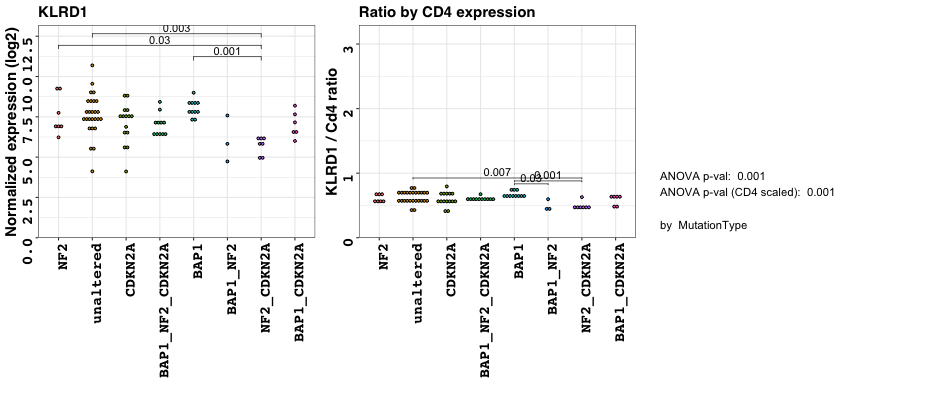 KLRD1
Normalized expression (log2)
0.0 2.5 5.0 7.5 10.0 12.5
0.003
0.03
0.001
NF2
unaltered
CDKN2A
BAP1_NF2_CDKN2A
BAP1
BAP1_NF2
NF2_CDKN2A
BAP1_CDKN2A
Ratio by CD4 expression
KLRD1 / Cd4 ratio
0 1 2 3
0.007
0.001
0.03
NF2
unaltered
CDKN2A
BAP1_NF2_CDKN2A
BAP1
BAP1_NF2
NF2_CDKN2A
BAP1_CDKN2A
ANOVA p-val: 0.001
ANOVA p-val (CD4 scaled): 0.001
by MutationType